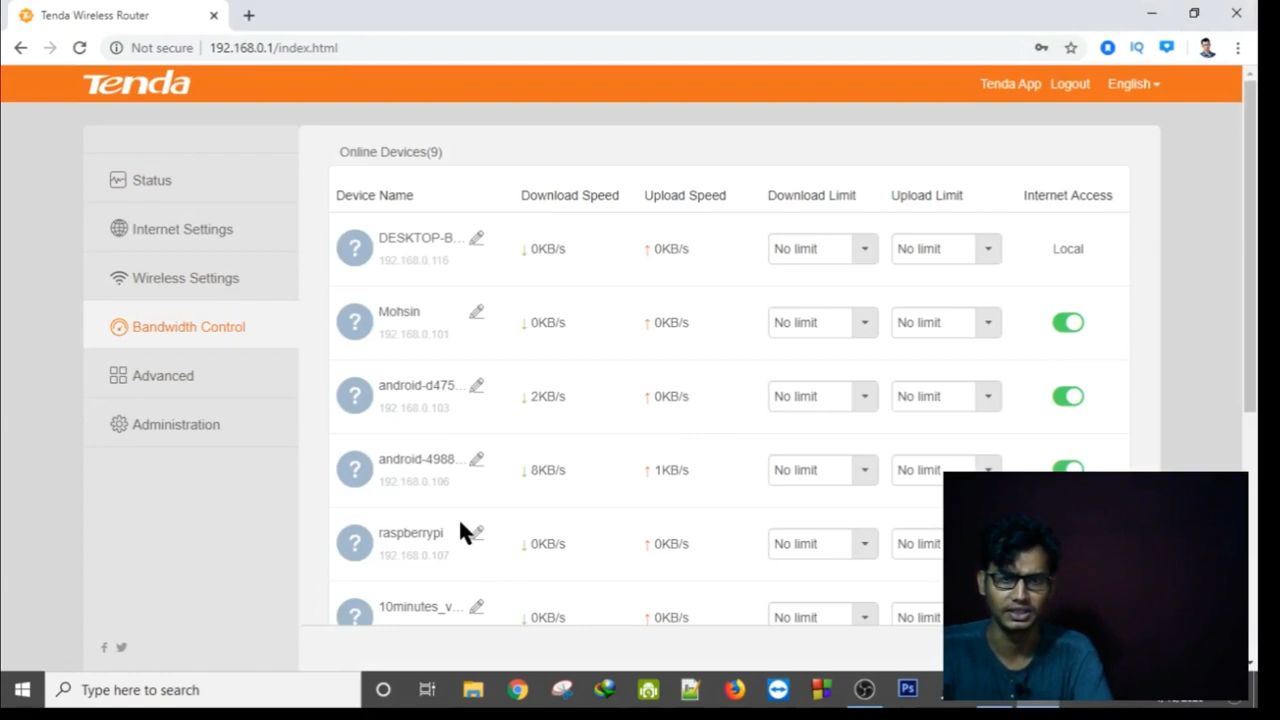 Tenda Wireless Router
Not secure 192.168.0.1/index.html
IQ
Tenda
Tenda App Logout English
Online Devices(9)
Device Name Download Speed Upload Speed Download Limit Upload Limit Internet Access
Status
Internet Settings
Wireless Settings
Bandwidth Control
Advanced
Administration
DESKTOP-B... ↓0KB/s ↑0KB/s No limit No limit Local
192.168.0.116
Mohsin ↓0KB/s ↑0KB/s No limit No limit
192.168.0.101
android-d475... ↓2KB/s ↑0KB/s No limit No limit
192.168.0.103
android-4988... ↓8KB/s ↑1KB/s No limit No limit
192.168.0.106
raspberrypi ↓0KB/s ↑0KB/s No limit No limit
192.168.0.107
10minutes_v... ↓0KB/s ↑0KB/s No limit No limit
Type here to search
Ps